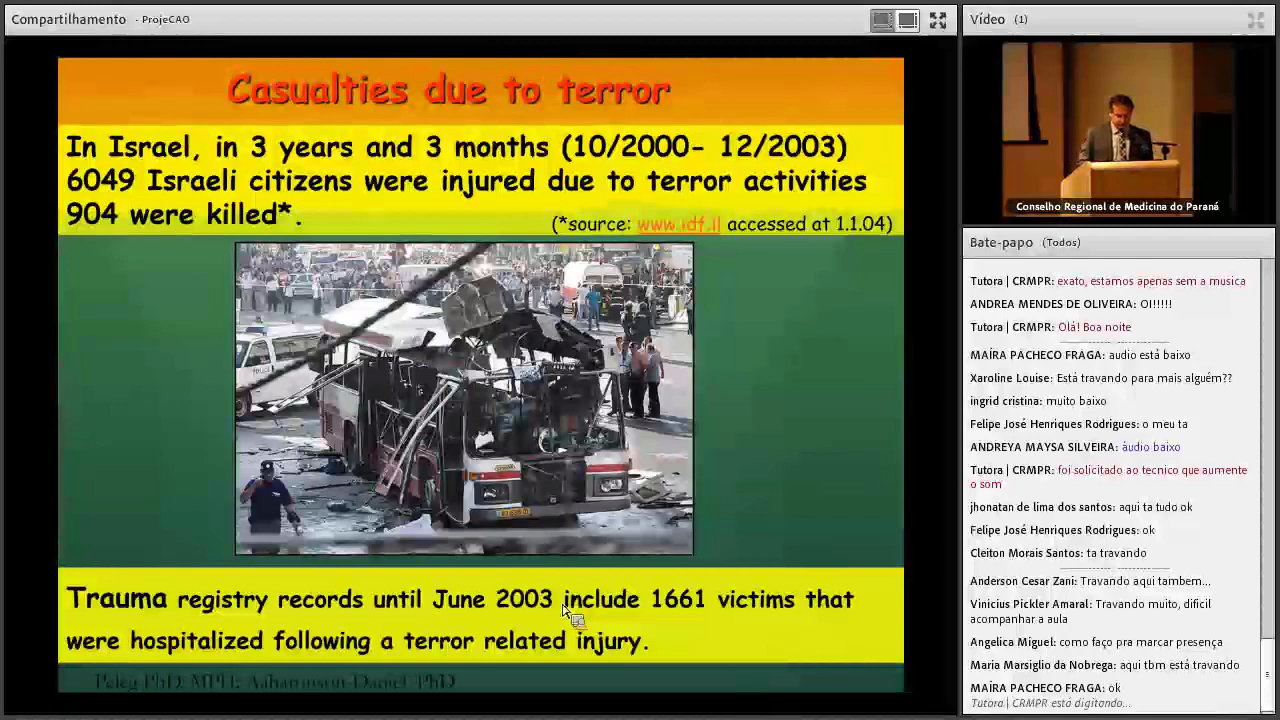 Compartilhamento - ProjeCAO
Casualties due to terror
In Israel, in 3 years and 3 months (10/2000- 12/2003)
6049 Israeli citizens were injured due to terror activities
904 were killed*.
(*source: www.idf.il accessed at 1.1.04)
Trauma registry records until June 2003 include 1661 victims that
were hospitalized following a terror related injury.
Peleg PhD, MPH; Aaharonson-Daniel, PhD
Vídeo (1)
Conselho Regional de Medicina do Paraná
Bate-papo (Todos)
Tutora | CRMPR: exato, estamos apenas sem a musica
ANDREA MENDES DE OLIVEIRA: OI!!!!!
Tutora | CRMPR: Olá! Boa noite
MAÍRA PACHECO FRAGA: audio está baixo
Xaroline Louise: Está travando para mais alguém??
ingrid cristina: muito baixo
Felipe José Henriques Rodrigues: o meu ta
ANDREYA MAYSA SILVEIRA: áudio baixo
Tutora | CRMPR: foi solicitado ao tecnico que aumente
o som
jhonatan de lima dos santos: aqui ta tudo ok
Felipe José Henriques Rodrigues: ok
Cleiton Morais Santos: ta travando
Anderson Cesar Zani: Travando aqui tambem...
Vinicius Pickler Amaral: Travando muito, dificil
acompanhar a aula
Angelica Miguel: como faço pra marcar presença
Maria Marsiglio da Nobrega: aqui tbm está travando
MAÍRA PACHECO FRAGA: ok
Tutora | CRMPR está digitando...